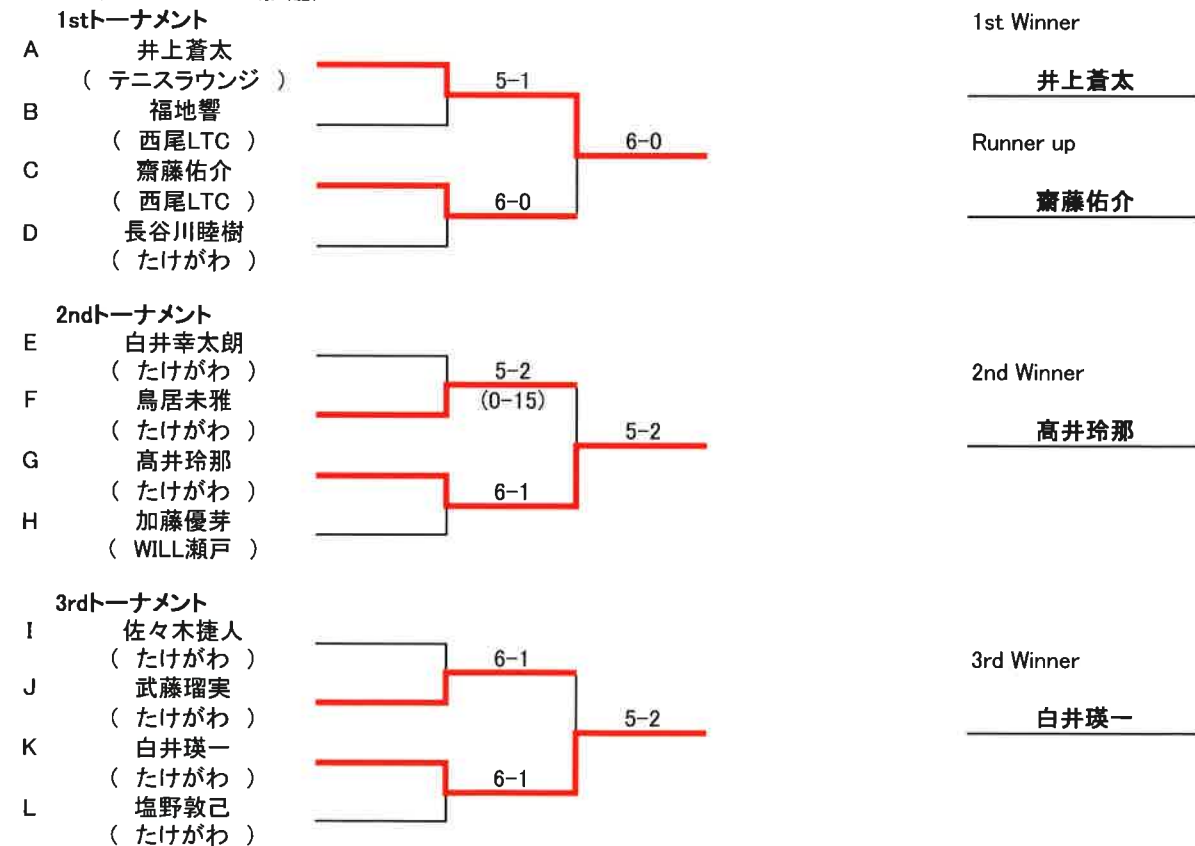 1stトーナメント
1st Winner
A 井上蒼太
( テニスラウンジ )
5-1
井上蒼太
B 福地響
( 西尾LTC )
6-0
Runner up
C 齋藤佑介
( 西尾LTC )
6-0
齋藤佑介
D 長谷川睦樹
( たけがわ )
2ndトーナメント
E 白井幸太朗
( たけがわ )
5-2
2nd Winner
F 鳥居未雅
(0-15)
( たけがわ )
5-2
髙井玲那
G 髙井玲那
( たけがわ )
6-1
H 加藤優芽
( WILL瀬戸 )
3rdトーナメント
I 佐々木捷人
( たけがわ )
6-1
3rd Winner
J 武藤瑠実
( たけがわ )
5-2
白井瑛一
K 白井瑛一
( たけがわ )
6-1
L 塩野敦己
( たけがわ )